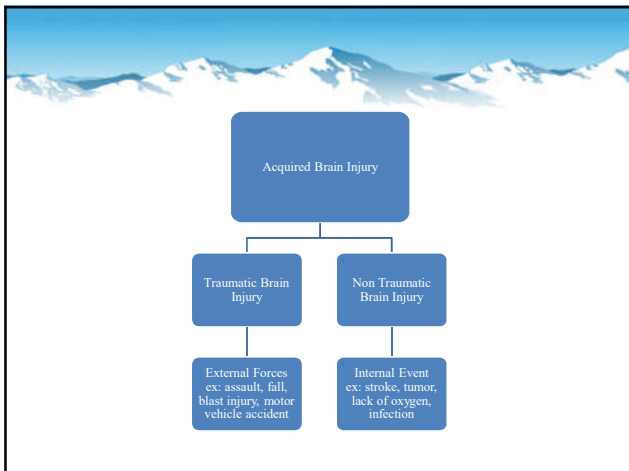 Acquired Brain Injury
Traumatic Brain
Injury
Non Traumatic
Brain Injury
External Forces
ex: assault, fall,
blast injury, motor
vehicle accident
Internal Event
ex: stroke, tumor,
lack of oxygen,
infection